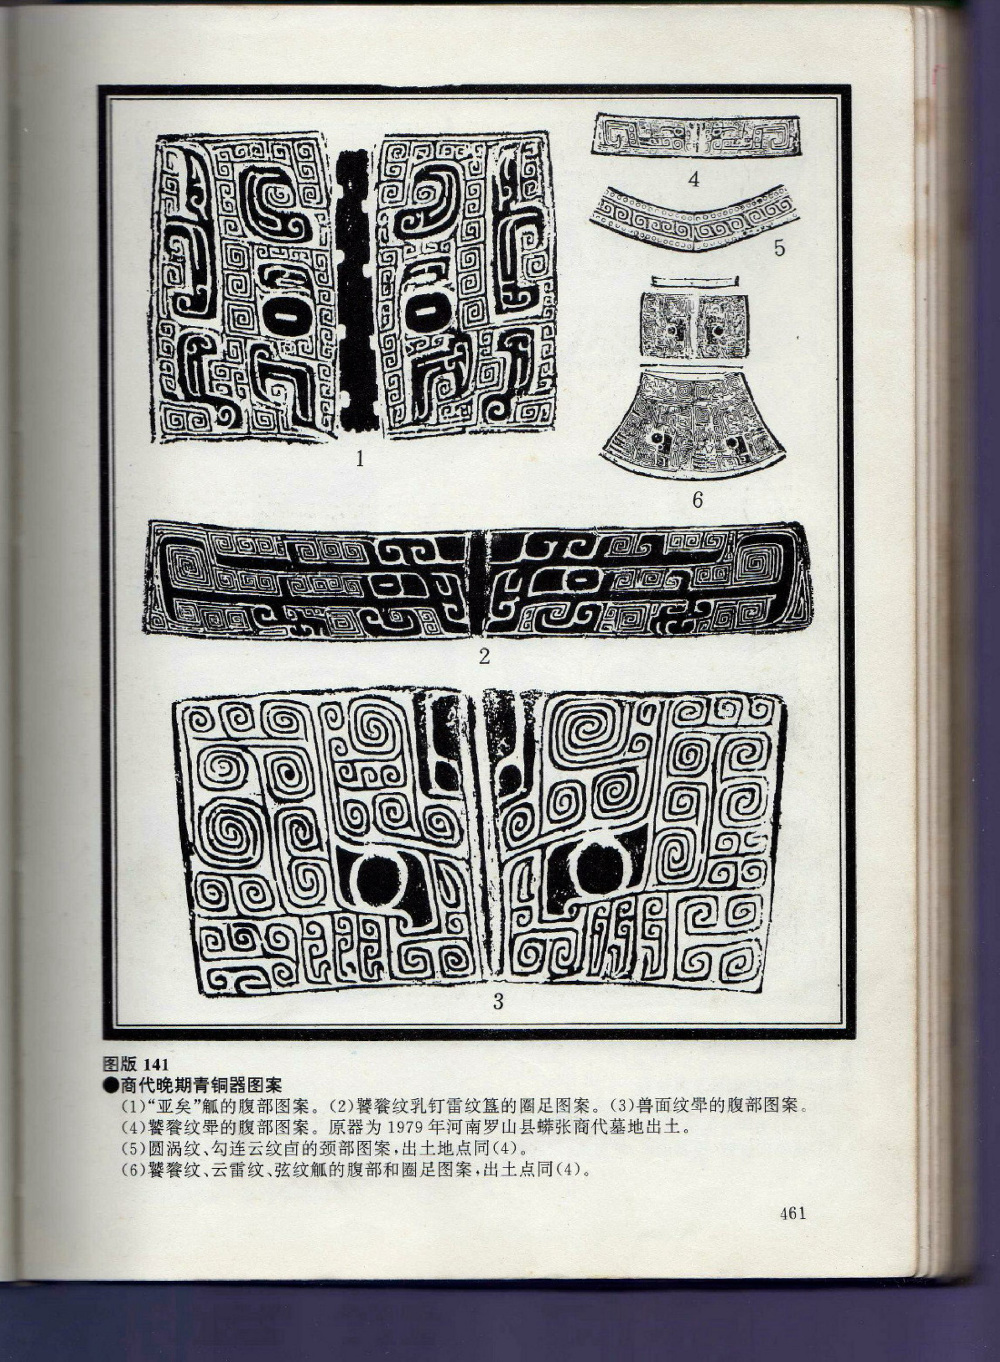 4
5
1
6
2
3
图版 141
●商代晚期青铜器图案
(1)“亚矣”觚的腹部图案。(2)饕餮纹乳钉雷纹簋的圈足图案。(3)兽面纹斝的腹部图案。
(4)饕餮纹斝的腹部图案。原器为1979年河南罗山县蟒张商代墓地出土。
(5)圆涡纹、勾连云纹卣的颈部图案,出土地点同(4)。
(6)饕餮纹、云雷纹、弦纹觚的腹部和圈足图案,出土点同(4)。
461